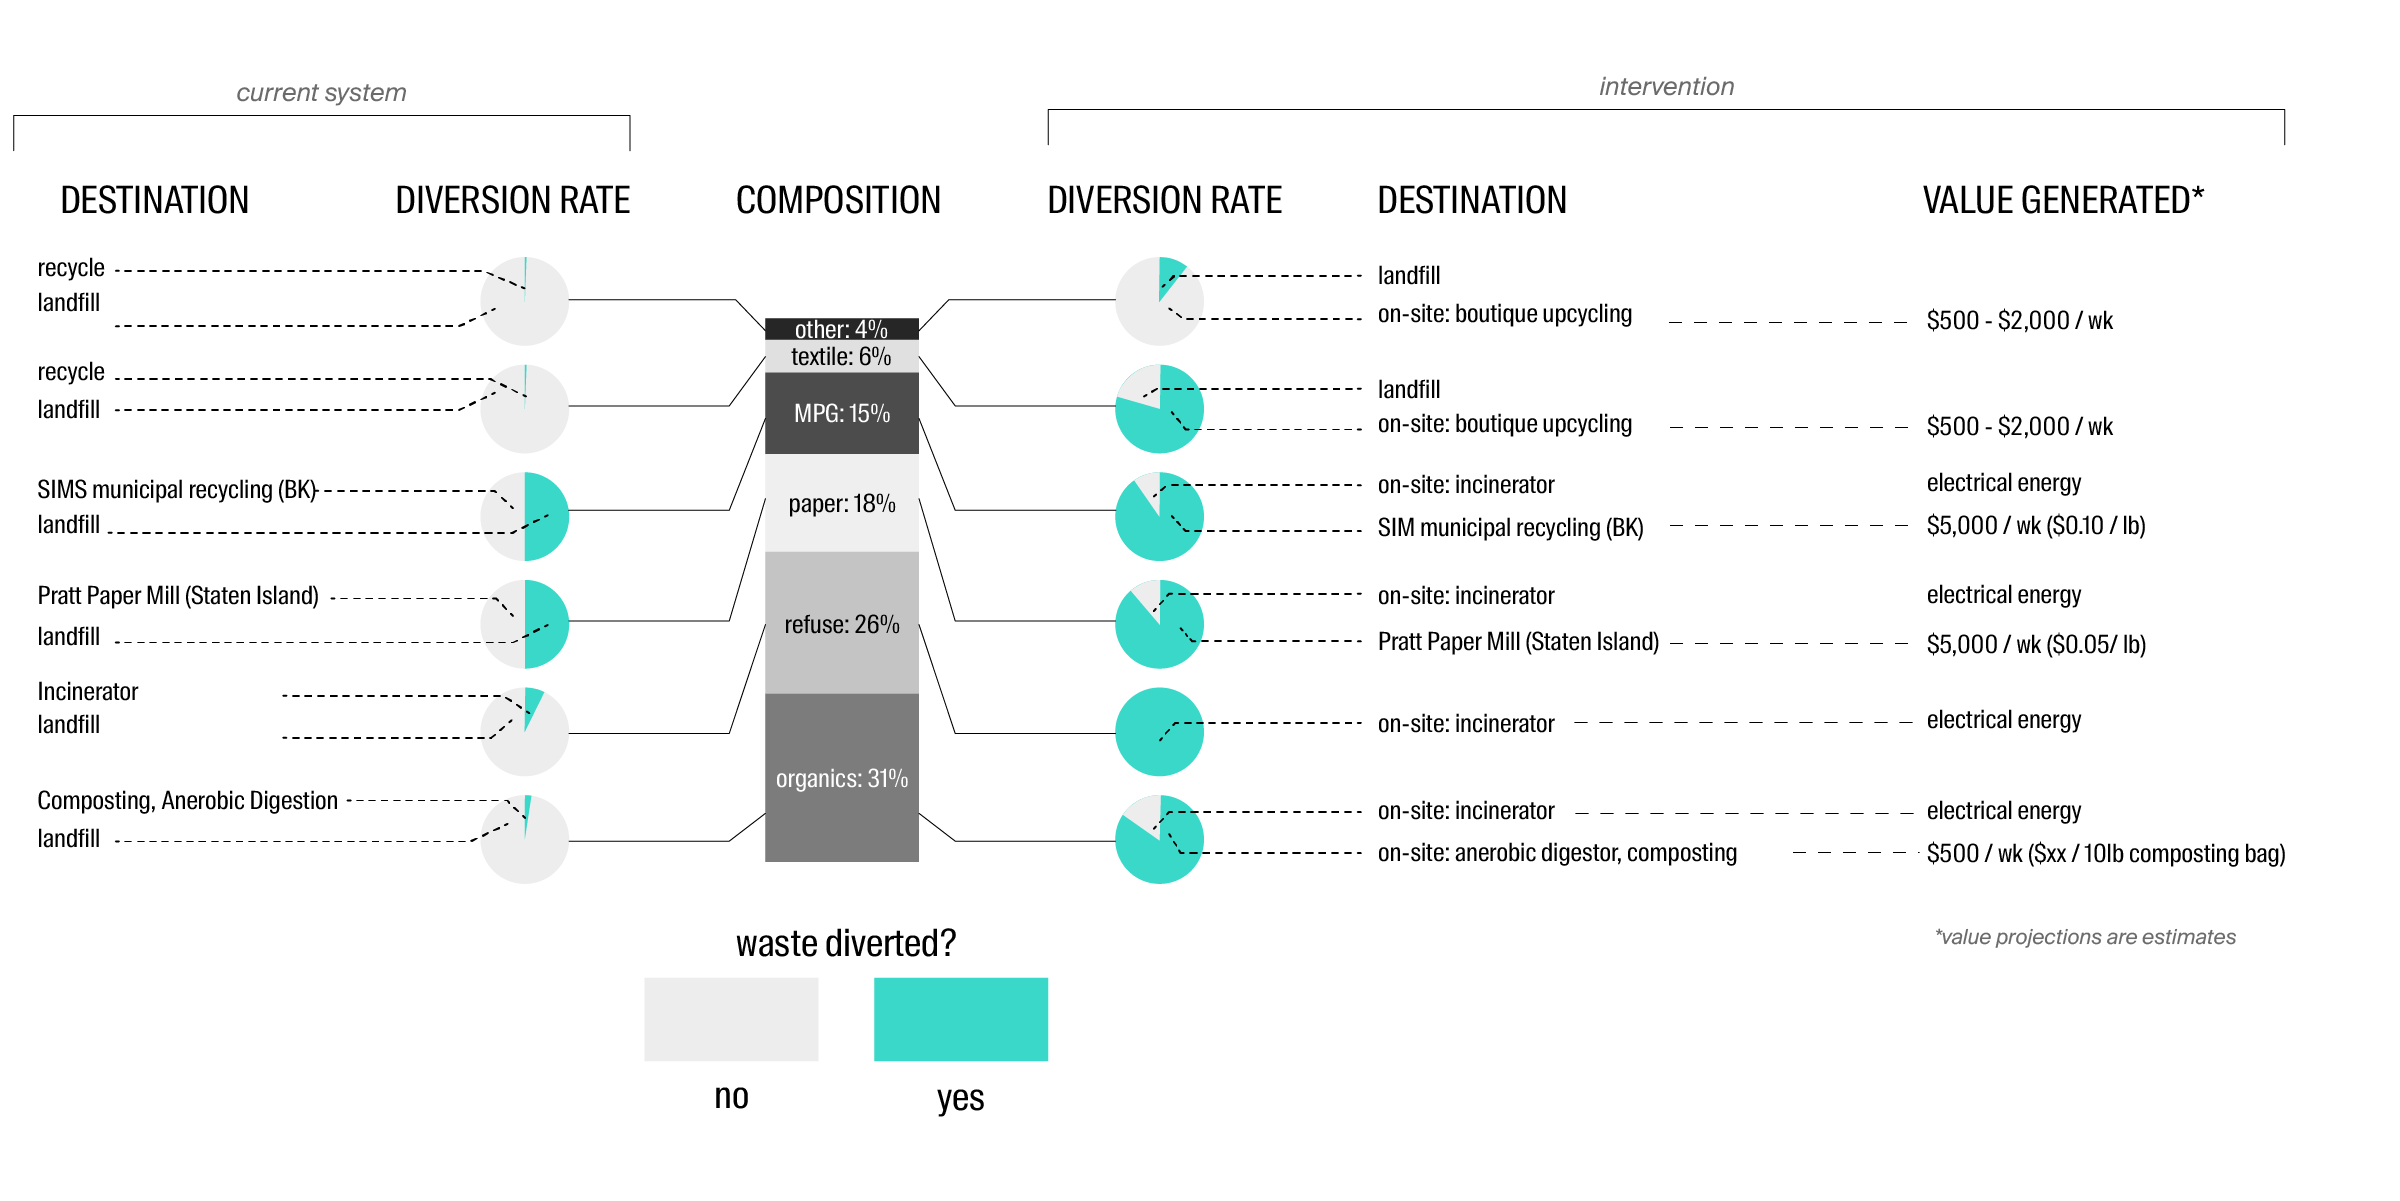 current system
intervention
DESTINATION
DIVERSION RATE
COMPOSITION
DIVERSION RATE
DESTINATION
VALUE GENERATED*
recycle
landfill
recycle
landfill
SIMS municipal recycling (BK)
landfill
Pratt Paper Mill (Staten Island)
landfill
Incinerator
landfill
Composting, Anerobic Digestion
landfill
other: 4%
textile: 6%
MPG: 15%
paper: 18%
refuse: 26%
organics: 31%
landfill
on-site: boutique upcycling
$500 - $2,000 / wk
landfill
on-site: boutique upcycling
$500 - $2,000 / wk
on-site: incinerator
electrical energy
SIM municipal recycling (BK)
$5,000 / wk ($0.10 / lb)
on-site: incinerator
electrical energy
Pratt Paper Mill (Staten Island)
$5,000 / wk ($0.05/ lb)
on-site: incinerator
electrical energy
on-site: incinerator
electrical energy
on-site: anerobic digestor, composting
$500 / wk ($xx / 10lb composting bag)
*value projections are estimates
waste diverted?
no
yes